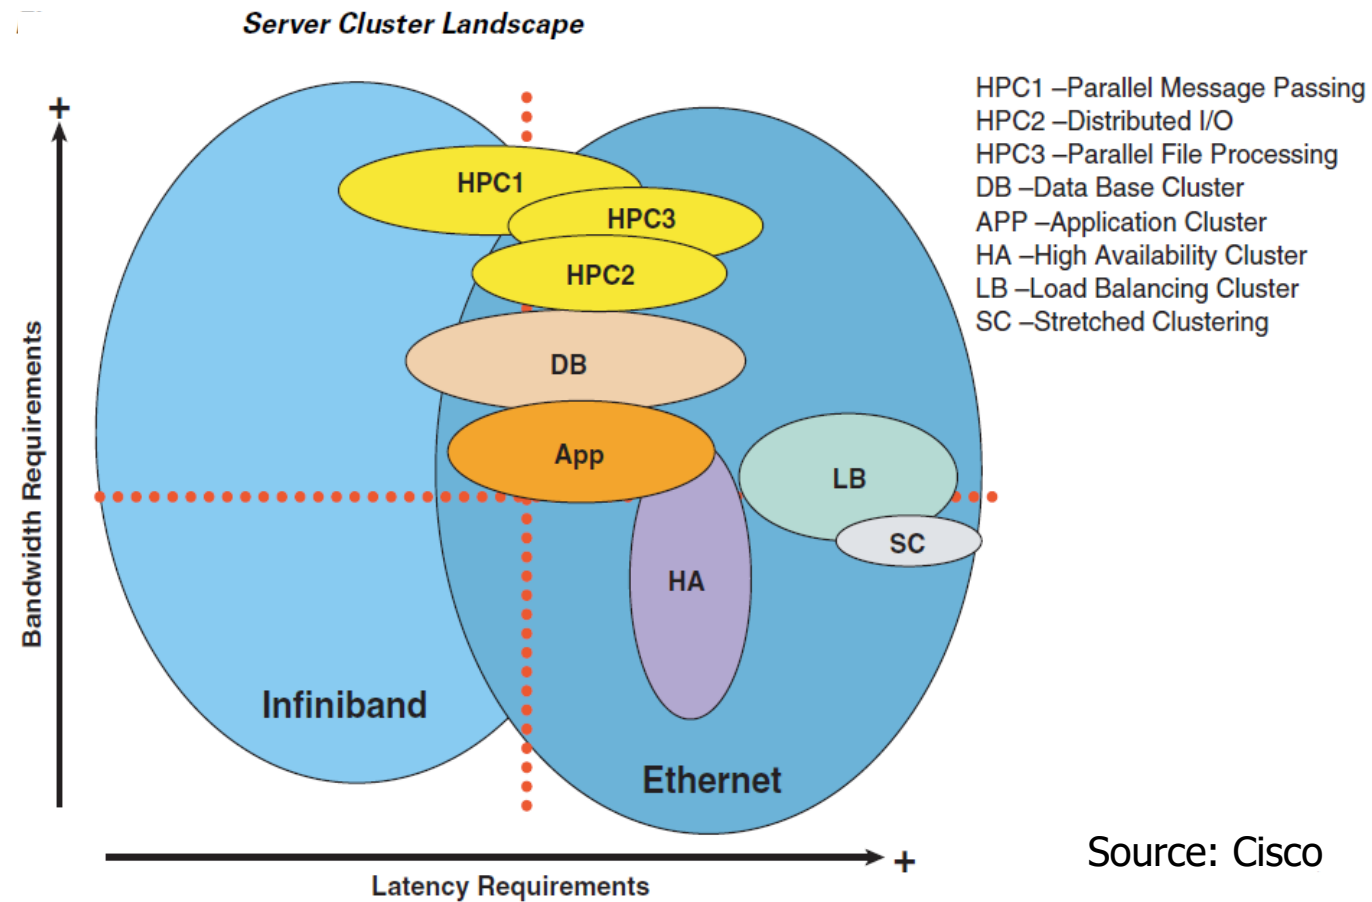 Server Cluster Landscape
+
HPC1 –Parallel Message Passing
HPC2 –Distributed I/O
HPC3 –Parallel File Processing
DB –Data Base Cluster
APP –Application Cluster
HA –High Availability Cluster
LB –Load Balancing Cluster
SC –Stretched Clustering
HPC1
HPC3
HPC2
DB
App
LB
SC
HA
Bandwidth Requirements
Infiniband
Ethernet
+
Latency Requirements
Source: Cisco